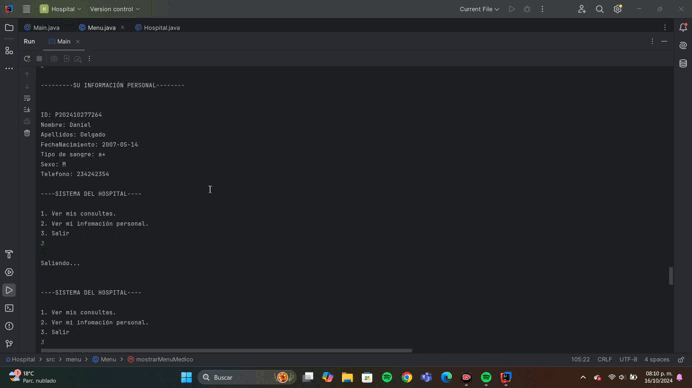 Hospital
Version control
Current File
Main.java
Menu.java
Hospital.java
Run
Main
---------SU INFORMACIÓN PERSONAL--------
ID: P202410277264
Nombre: Daniel
Apellidos: Delgado
FechaNacimiento: 2007-05-14
Tipo de sangre: a+
Sexo: M
Telefono: 234242354
----SISTEMA DEL HOSPITAL----
1. Ver mis consultas.
2. Ver mi infomación personal.
3. Salir
3
Saliendo...
----SISTEMA DEL HOSPITAL----
1. Ver mis consultas.
2. Ver mi infomación personal.
3. Salir
3
Hospital > src > menu > Menu > mostrarMenuMedico
105:22 CRLF UTF-8 4 spaces
18°C
Parc. nublado
Buscar
08:10 p. m.
16/10/2024